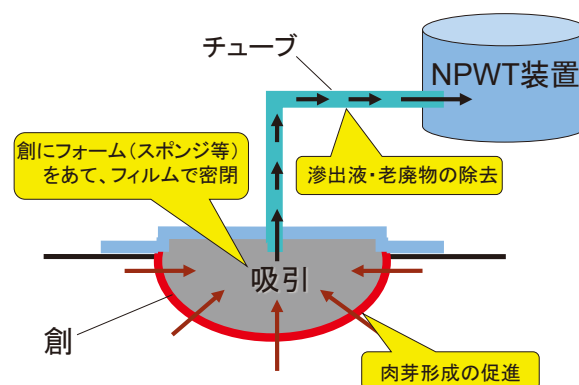 チューブ
NPWT装置
創にフォーム（スポンジ等）
をあて、フィルムで密閉
滲出液・老廃物の除去
吸引
創
肉芽形成の促進